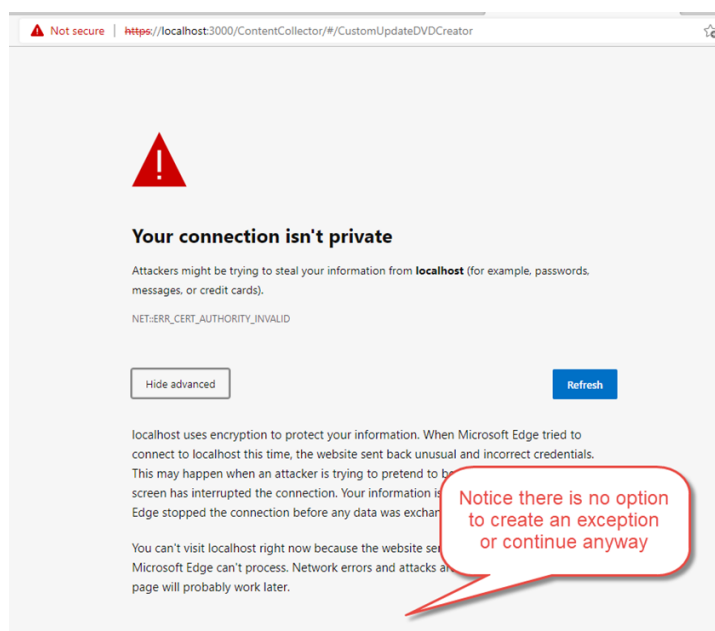 Not secure | https://localhost:3000/ContentCollector/#/CustomUpdateDVDCreator
!
Your connection isn't private
Attackers might be trying to steal your information from localhost (for example, passwords,
messages, or credit cards).
NET::ERR_CERT_AUTHORITY_INVALID
Hide advanced
Refresh
localhost uses encryption to protect your information. When Microsoft Edge tried to
connect to localhost this time, the website sent back unusual and incorrect credentials.
This may happen when an attacker is trying to pretend to
screen has interrupted the connection. Your information is
Edge stopped the connection before any data was
You can't visit localhost right now because the website
Microsoft Edge can't process. Network errors and attacks
page will probably work later.
Notice there is no option
to create an exception
or continue anyway